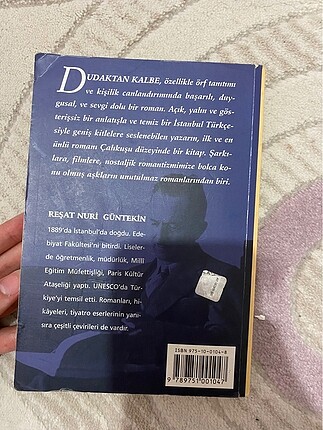 DUDAKTAN KALBE, özellikle örf tanıtımı
ve kişilik canlandırımında başarılı, duy-
gusal, ve sevgi dolu bir roman. Açık, yalın ve gös-
terişsiz bir anlatışla ve temiz bir İstanbul Türkçe-
siyle geniş kitlelere seslenebilen yazarın, ilk ve en
ünlü romanı Çalıkuşu düzeyinde bir kitap. Şarkı-
lara, filmlere, nostaljik romantizmimize bolca ko-
nu olmuş aşkların unutulmaz romanlarından biri.
REŞAT NURİ GÜNTEKİN
1889'da İstanbul'da doğdu. Ede-
biyat Fakültesi'ni bitirdi. Liseler-
de öğretmenlik, müdürlük, Milli
Eğitim Müfettişliği, Paris Kültür
Ataşeliği yaptı. UNESCO'da Tür-
kiye'yi temsil etti. Romanları, hi-
kâyeleri, tiyatro eserlerinin yanı-
sıra çeşitli çevirileri de vardır.
ISBN 975-10-0104-8
9 789751 001047